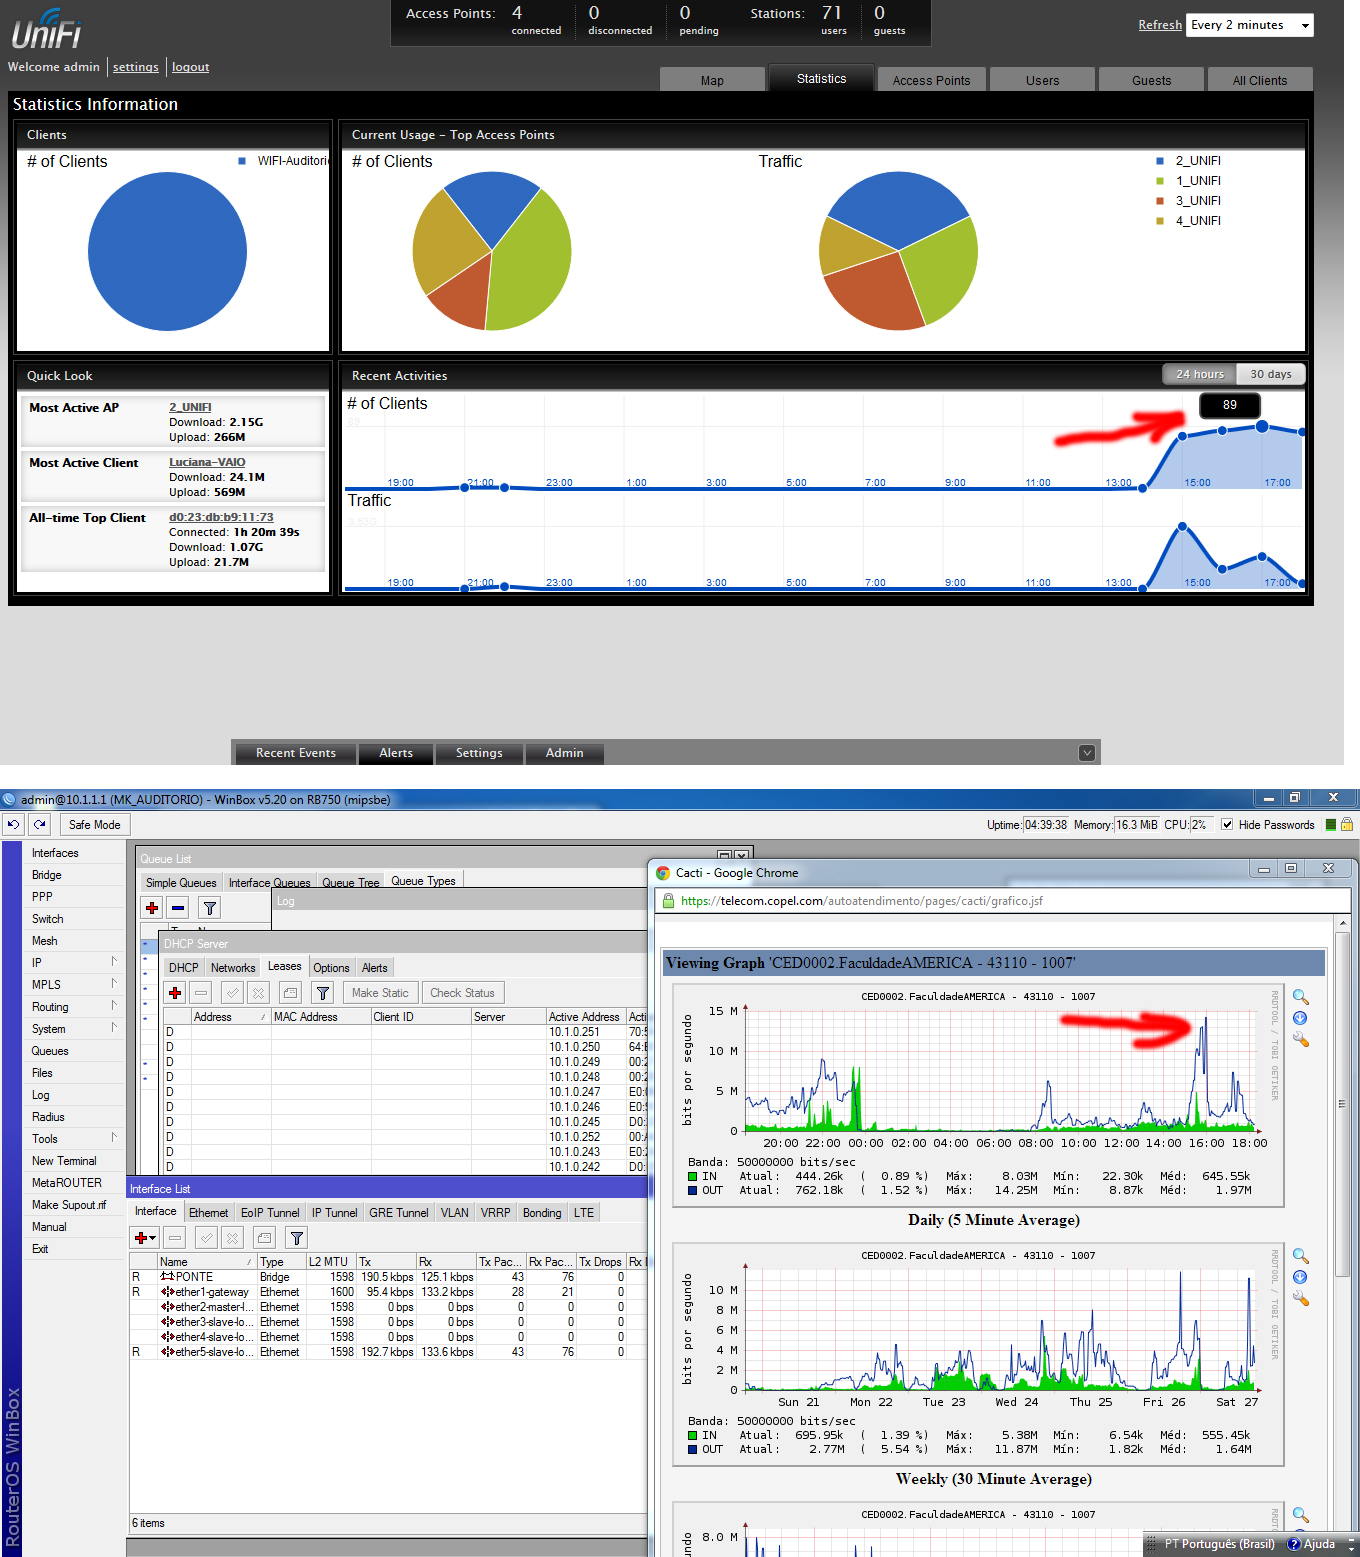 UniFi
Access Points: 4 connected 0 disconnected 0 pending Stations: 71 users 0 guests
Refresh Every 2 minutes
Welcome admin settings logout
Map Statistics Access Points Users Guests All Clients
Statistics Information
Clients
# of Clients
WIFI-Auditori
Current Usage - Top Access Points
# of Clients
Traffic
2_UNIFI
1_UNIFI
3_UNIFI
4_UNIFI
Quick Look
Most Active AP 2_UNIFI
Download: 2.15G
Upload: 266M
Most Active Client Luciana-VAIO
Download: 24.1M
Upload: 569M
All-time Top Client d0:23:db:b9:11:73
Connected: 1h 20m 39s
Download: 1.07G
Upload: 21.7M
Recent Activities
24 hours 30 days
# of Clients
89
89
19:00 21:00 23:00 1:00 3:00 5:00 7:00 9:00 11:00 13:00 15:00 17:00
Traffic
19:00 21:00 23:00 1:00 3:00 5:00 7:00 9:00 11:00 13:00 15:00 17:00
Recent Events Alerts Settings Admin
admin@10.1.1.1 (MK_AUDITORIO) - WinBox v5.20 on RB750 (mipsbe)
Safe Mode
Uptime: 04:39:38 Memory: 16.3 MiB CPU: 2% Hide Passwords
RouterOS WinBox
Interfaces
Bridge
PPP
Switch
Mesh
IP
MPLS
Routing
System
Queues
Files
Log
Radius
Tools
New Terminal
MetaROUTER
Make Supout.rif
Manual
Exit
Queue List
Simple Queues Interface Queues Queue Tree Queue Types
Log
DHCP Server
DHCP Networks Leases Options Alerts
Make Static Check Status
Address MAC Address Client ID Server Active Address Acti
D 10.1.0.251 70:5
D 10.1.0.250 64:
D 10.1.0.249 00:2
D 10.1.0.248 00:2
D 10.1.0.247 E0:
D 10.1.0.246 E0:
D 10.1.0.245 D0:
D 10.1.0.252 00:
D 10.1.0.243 E0:2
D 10.1.0.242 D0:
Interface List
Interface Ethernet EoIP Tunnel IP Tunnel GRE Tunnel VLAN VRRP Bonding LTE
Name Type L2 MTU Tx Rx Tx Pac... Rx Pac... Tx Drops Rx D
R PONTE Bridge 1598 190.5 kbps 125.1 kbps 43 76 0
R ether1-gateway Ethernet 1600 95.4 kbps 133.2 kbps 28 21 0
ether2-master-l... Ethernet 1598 0 bps 0 bps 0 0 0
ether3-slave-lo... Ethernet 1598 0 bps 0 bps 0 0 0
ether4-slave-lo... Ethernet 1598 0 bps 0 bps 0 0 0
R ether5-slave-lo... Ethernet 1598 192.7 kbps 133.6 kbps 43 76 0
6 items
Cacti - Google Chrome
https://telecom.copel.com/autoatendimento/pages/cacti/grafico.jsf
Viewing Graph 'CED0002.FaculdadeAMERICA - 43110 - 1007'
CED0002.FaculdadeAMERICA - 43110 - 1007
RRDTOOL / TOBI OETIKER
bits por segundo
15 M
10 M
5 M
0
20:00 22:00 00:00 02:00 04:00 06:00 08:00 10:00 12:00 14:00 16:00 18:00
Banda: 50000000 bits/sec
IN Atual: 444.26k ( 0.89 %) Máx: 8.03M Mín: 22.30k Méd: 645.55k
OUT Atual: 762.18k ( 1.52 %) Máx: 14.25M Mín: 8.87k Méd: 1.97M
Daily (5 Minute Average)
CED0002.FaculdadeAMERICA - 43110 - 1007
RRDTOOL / TOBI OETIKER
bits por segundo
10 M
8 M
6 M
4 M
2 M
0
Sun 21 Mon 22 Tue 23 Wed 24 Thu 25 Fri 26 Sat 27
Banda: 50000000 bits/sec
IN Atual: 695.95k ( 1.39 %) Máx: 5.38M Mín: 6.54k Méd: 555.45k
OUT Atual: 2.77M ( 5.54 %) Máx: 11.87M Mín: 1.82k Méd: 1.64M
Weekly (30 Minute Average)
CED0002.FaculdadeAMERICA - 43110 - 1007
8.0 M
PT Português (Brasil) Ajuda